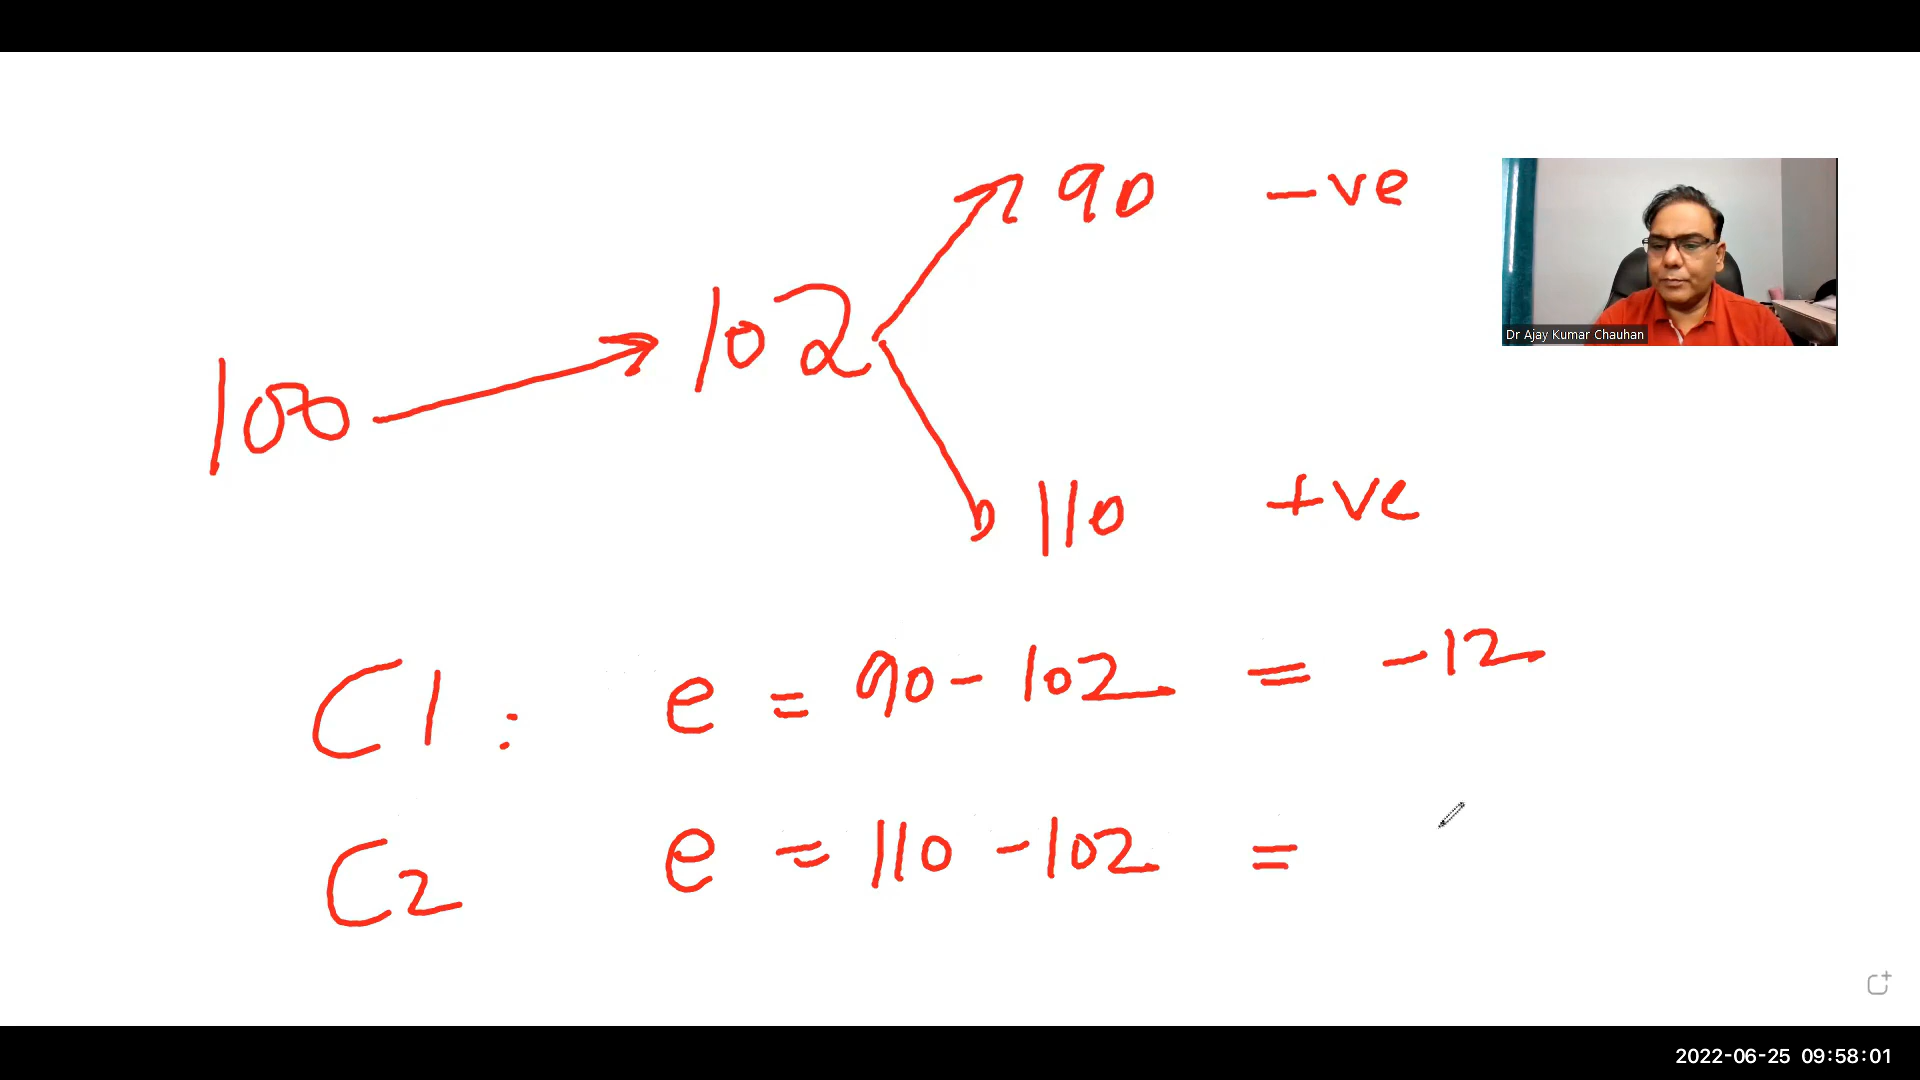 90 -ve
Dr Ajay Kumar Chauhan
102
100
110 +ve
C1: e = 90 - 102 = -12
C2 e = 110 - 102 =
2022-06-25 09:58:01